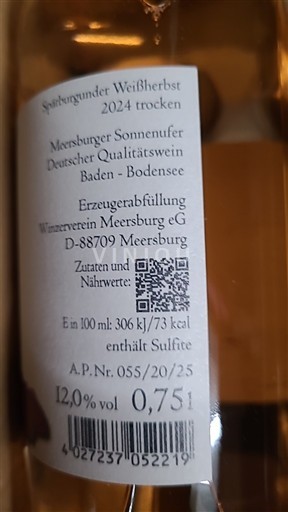 Spätburgunder Weißherbst
2024 trocken
Meersburger Sonnenufer
Deutscher Qualitätswein
Baden - Bodensee
Erzeugerabfüllung
Winzerverein Meersburg eG
D-88709 Meersburg
Zutaten und
Nährwerte:
E in 100 ml: 306 kJ/73 kcal
enthält Sulfite
A.P.Nr. 055/20/25
12,0% vol 0,75 l
4 027237 052219